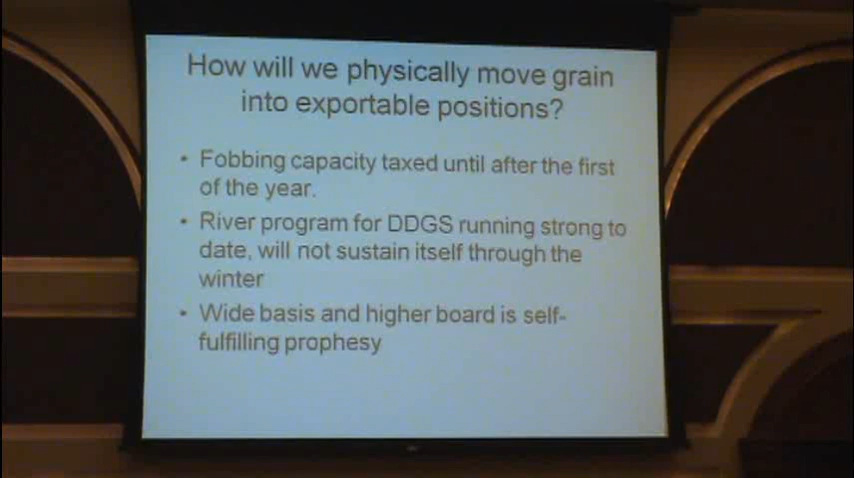 How will we physically move grain
into exportable positions?
• Fobbing capacity taxed until after the first
of the year.
• River program for DDGS running strong to
date, will not sustain itself through the
winter
• Wide basis and higher board is self-
fulfilling prophesy